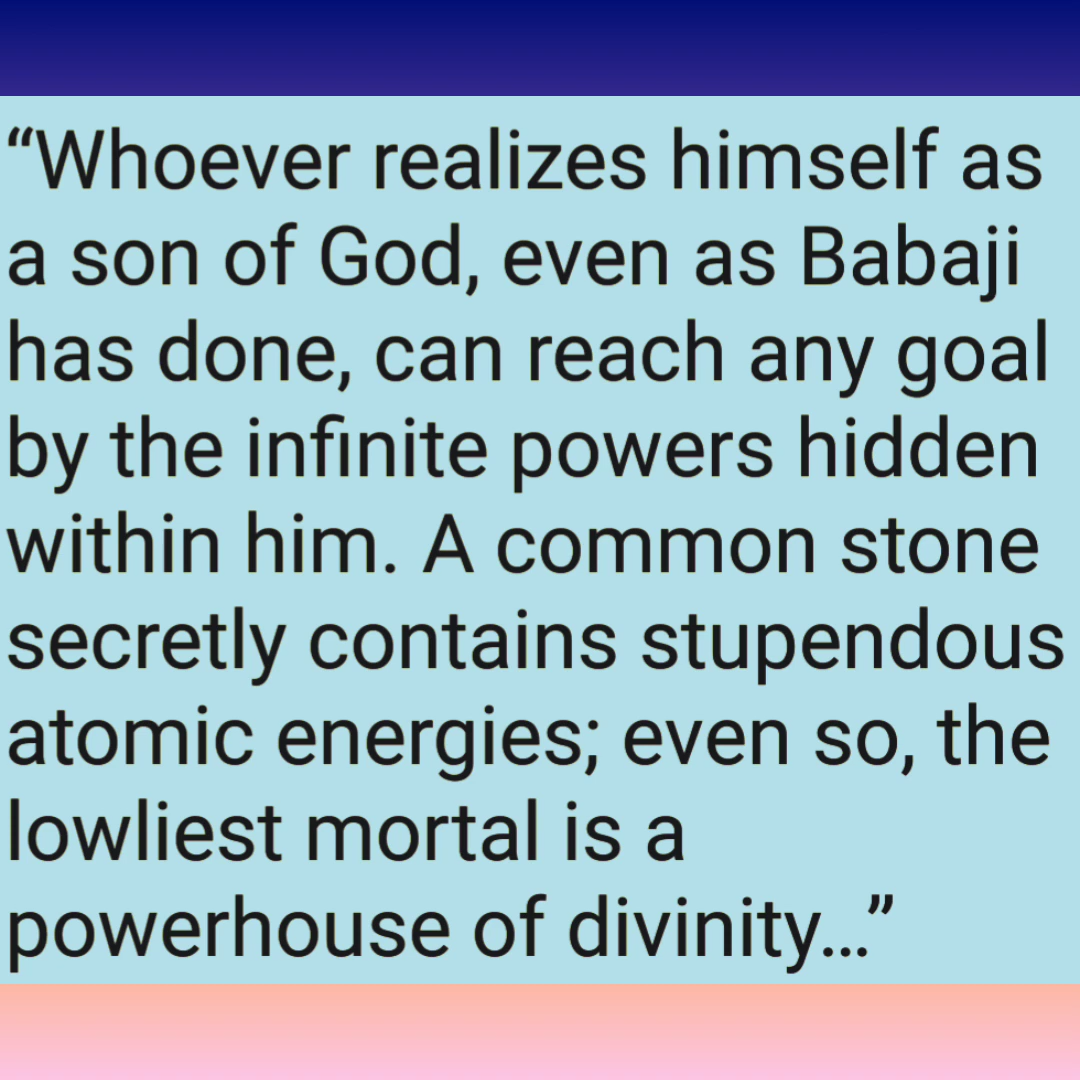 “Whoever realizes himself as
a son of God, even as Babaji
has done, can reach any goal
by the infinite powers hidden
within him. A common stone
secretly contains stupendous
atomic energies; even so, the
lowliest mortal is a
powerhouse of divinity...”